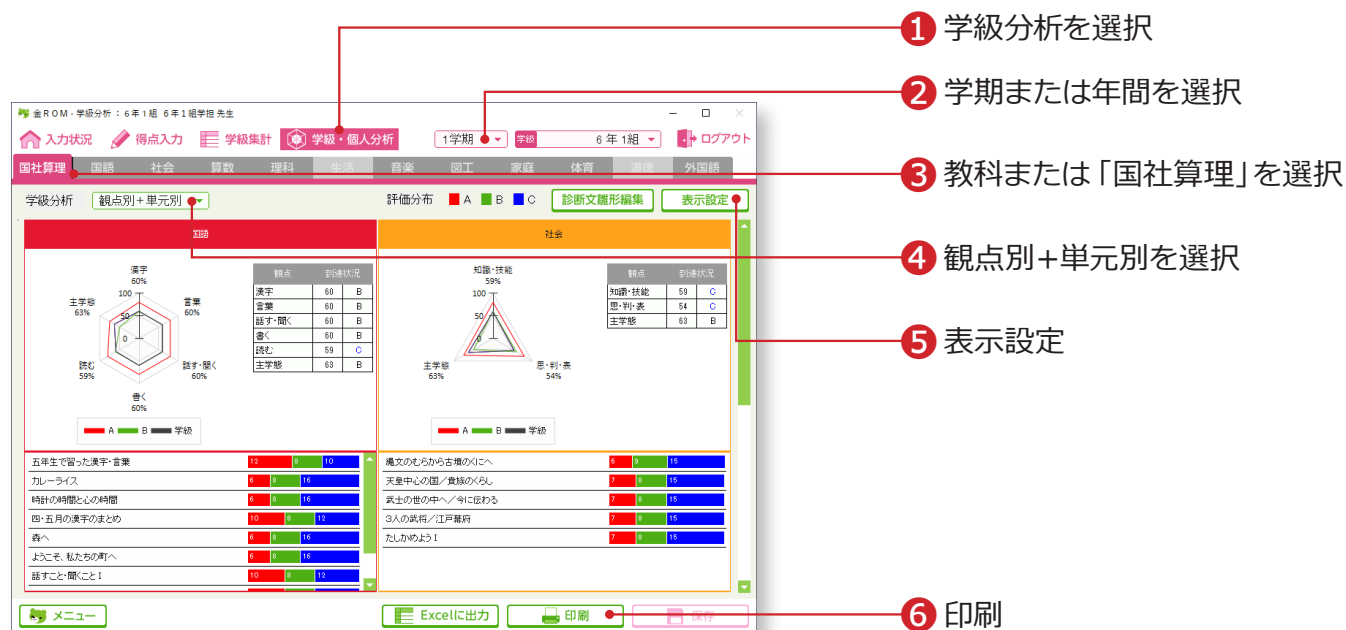 ❶ 学級分析を選択
❷ 学期または年間を選択
❸ 教科または「国社算理」を選択
❹ 観点別+単元別を選択
❺ 表示設定
❻ 印刷
金ROM - 学級分析 : 6年1組 6年1組学担 先生
入力状況 得点入力 学級集計 学級・個人分析 1学期 学級 6 年 1組 ログアウト
国社算理 国語 社会 算数 理科 生活 音楽 図工 家庭 体育 道徳 外国語
学級分析 観点別+単元別 評価分布 A B C 診断文雛形編集 表示設定
国語
漢字
60%
言葉
60%
話す・聞く
60%
書く
60%
読む
59%
主学態
63%
100
50
0
A B 学級
観点 到達状況
漢字 60 B
言葉 60 B
話す・聞く 60 B
書く 60 B
読む 59 C
主学態 63 B
社会
知識・技能
59%
思・判・表
54%
主学態
63%
100
50
0
A B 学級
観点 到達状況
知識・技能 59 C
思・判・表 54 C
主学態 63 B
五年生で習った漢字・言葉 12 8 10
カレーライス 6 8 16
時計の時間と心の時間 6 8 16
四・五月の漢字のまとめ 10 8 12
森へ 6 8 16
ようこそ、私たちの町へ 6 8 16
話すこと・聞くことⅠ 10 8 12
縄文のむらから古墳のくにへ 6 9 15
天皇中心の国/貴族のくらし 7 8 15
武士の世の中へ/今に伝わる 7 8 15
3人の武将/江戸幕府 7 8 15
たしかめようⅠ 7 8 15
メニュー Excelに出力 印刷 保存